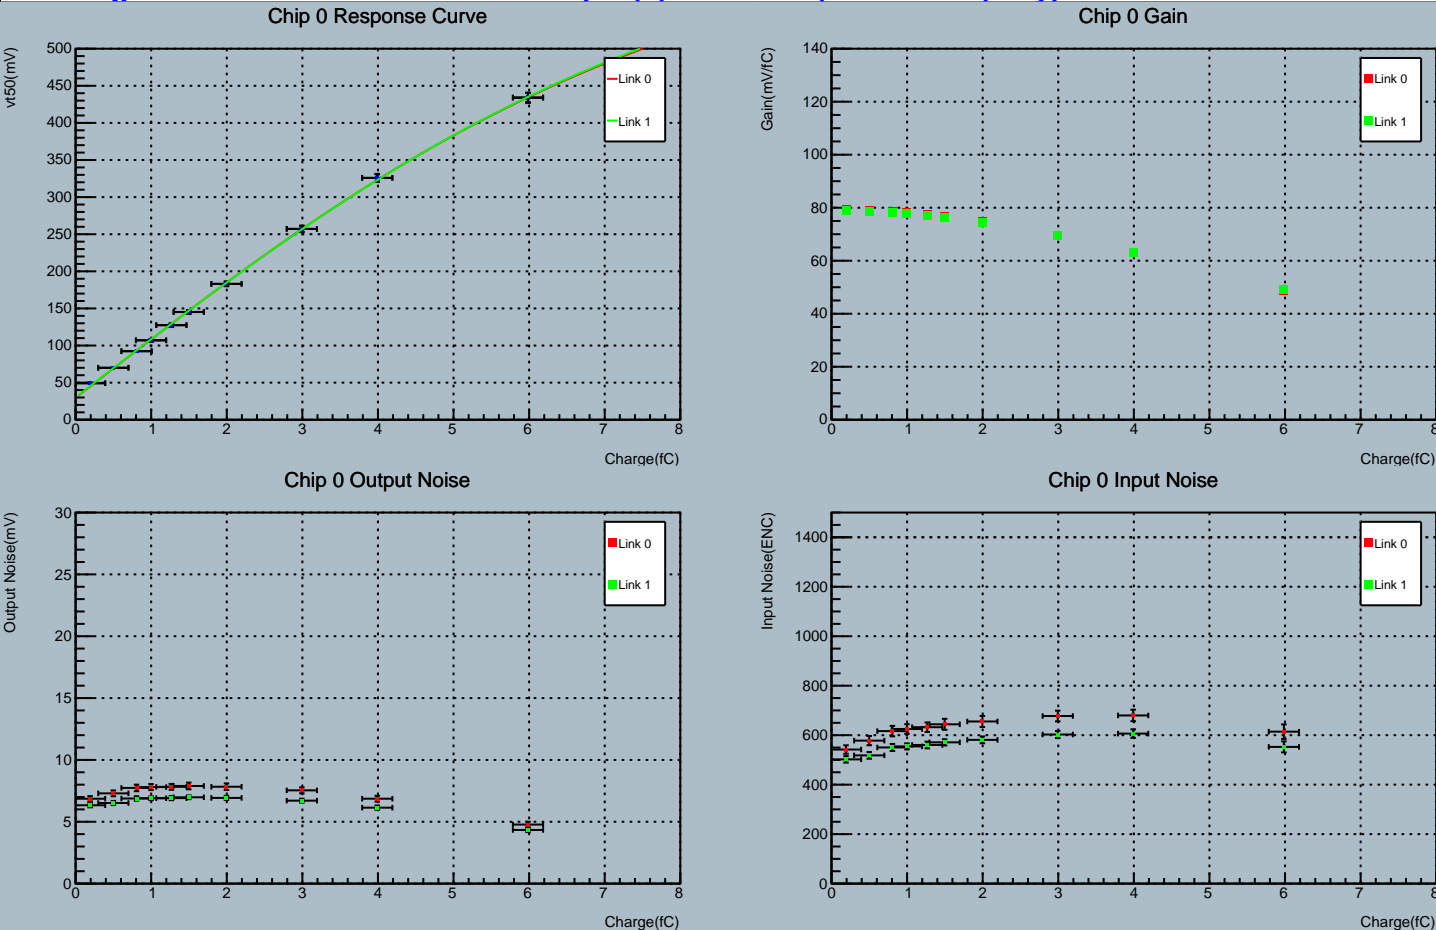 Chip 0 Response Curve
vt50(mV)
500
450
400
350
300
250
200
150
100
50
0
0 1 2 3 4 5 6 7 8
Charge(fC)
Link 0
Link 1
Chip 0 Gain
Gain(mV/fC)
140
120
100
80
60
40
20
0
0 1 2 3 4 5 6 7 8
Charge(fC)
Link 0
Link 1
Chip 0 Output Noise
Output Noise(mV)
30
25
20
15
10
5
0
0 1 2 3 4 5 6 7 8
Charge(fC)
Link 0
Link 1
Chip 0 Input Noise
Input Noise(ENC)
1400
1200
1000
800
600
400
200
0
0 1 2 3 4 5 6 7 8
Charge(fC)
Link 0
Link 1